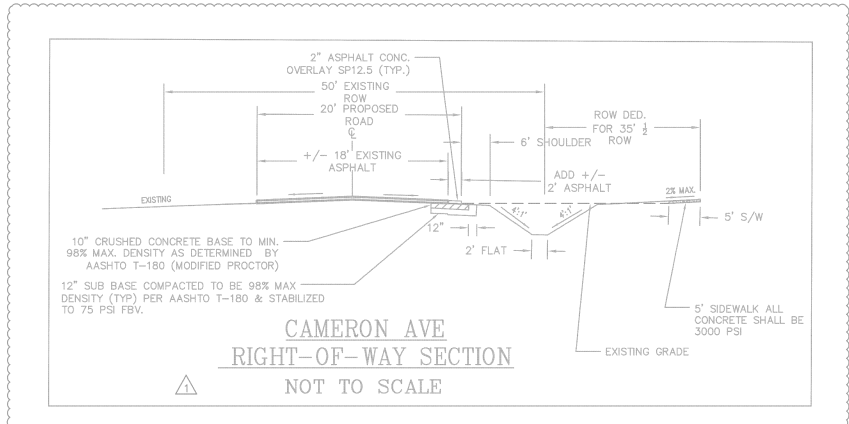 2" ASPHALT CONC.
OVERLAY SP12.5 (TYP.)
50' EXISTING
ROW
20' PROPOSED
ROAD
℄
+/- 18' EXISTING
ASPHALT
ROW DED.
FOR 35' ½
ROW
6' SHOULDER
ADD +/-
2' ASPHALT
EXISTING
4:1
4:1
2% MAX.
5' S/W
12"
2' FLAT
10" CRUSHED CONCRETE BASE TO MIN.
98% MAX. DENSITY AS DETERMINED BY
AASHTO T-180 (MODIFIED PROCTOR)
12" SUB BASE COMPACTED TO BE 98% MAX
DENSITY (TYP) PER AASHTO T-180 & STABILIZED
TO 75 PSI FBV.
5' SIDEWALK ALL
CONCRETE SHALL BE
3000 PSI
EXISTING GRADE
CAMERON AVE
RIGHT-OF-WAY SECTION
NOT TO SCALE
1